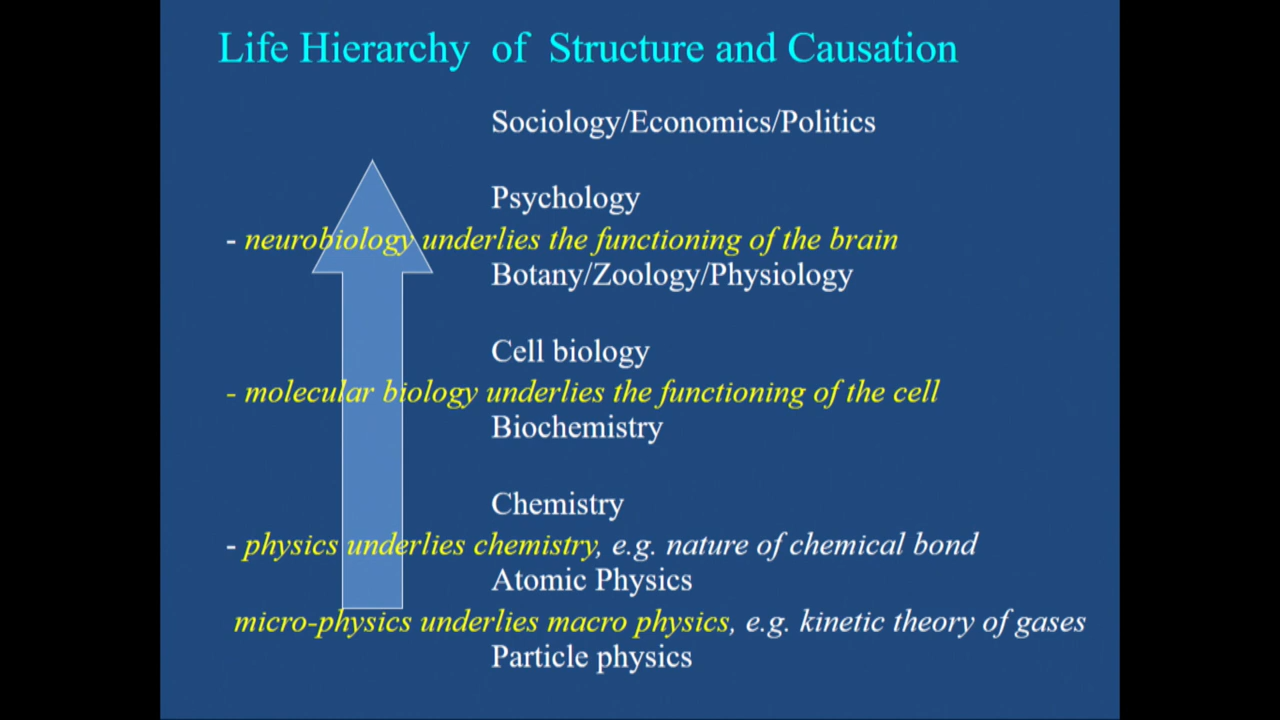 Life Hierarchy of Structure and Causation
Sociology/Economics/Politics
Psychology
- neurobiology underlies the functioning of the brain
Botany/Zoology/Physiology
Cell biology
- molecular biology underlies the functioning of the cell
Biochemistry
Chemistry
- physics underlies chemistry, e.g. nature of chemical bond
Atomic Physics
micro-physics underlies macro physics, e.g. kinetic theory of gases
Particle physics